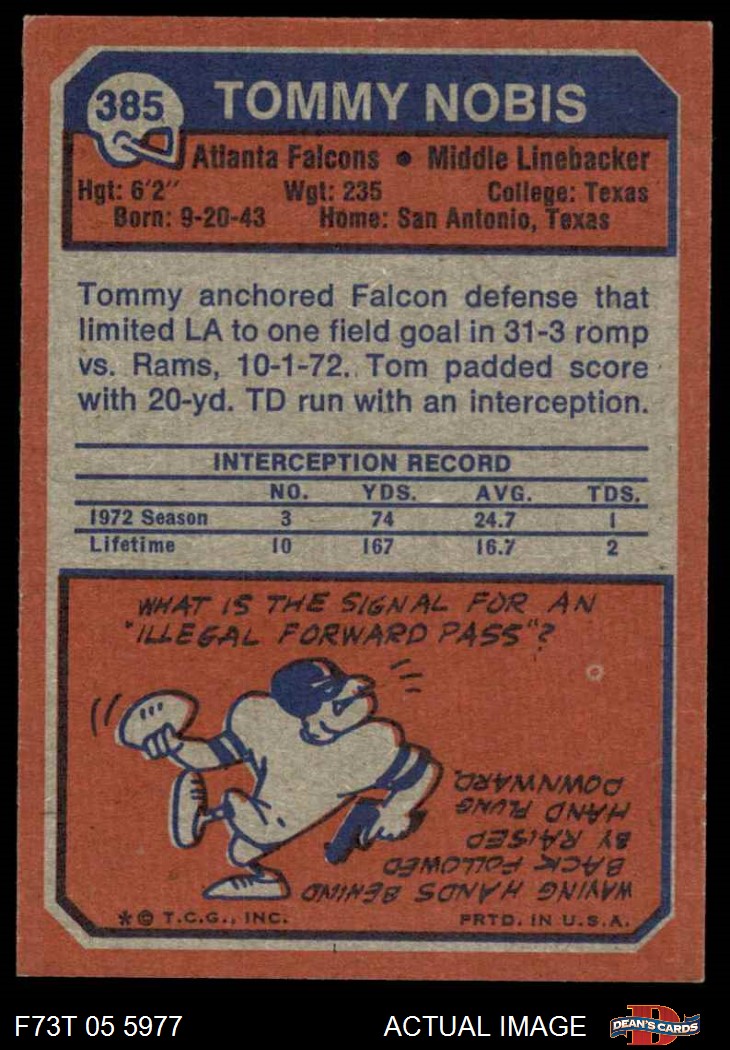 385
TOMMY NOBIS
Atlanta Falcons • Middle Linebacker
Hgt: 6'2" Wgt: 235 College: Texas
Born: 9-20-43 Home: San Antonio, Texas
Tommy anchored Falcon defense that
limited LA to one field goal in 31-3 romp
vs. Rams, 10-1-72. Tom padded score
with 20-yd. TD run with an interception.
INTERCEPTION RECORD
NO. YDS. AVG. TDS.
1972 Season 3 74 24.7 1
Lifetime 10 167 16.7 2
WHAT IS THE SIGNAL FOR AN
"ILLEGAL FORWARD PASS"?
WAVING HANDS BEHIND
BACK FOLLOWED
BY RAISED
HAND FLUNG
DOWNWARD.
*© T.C.G., INC. PRTD. IN U.S.A.
F73T 05 5977 ACTUAL IMAGE
D
DEAN'S CARDS